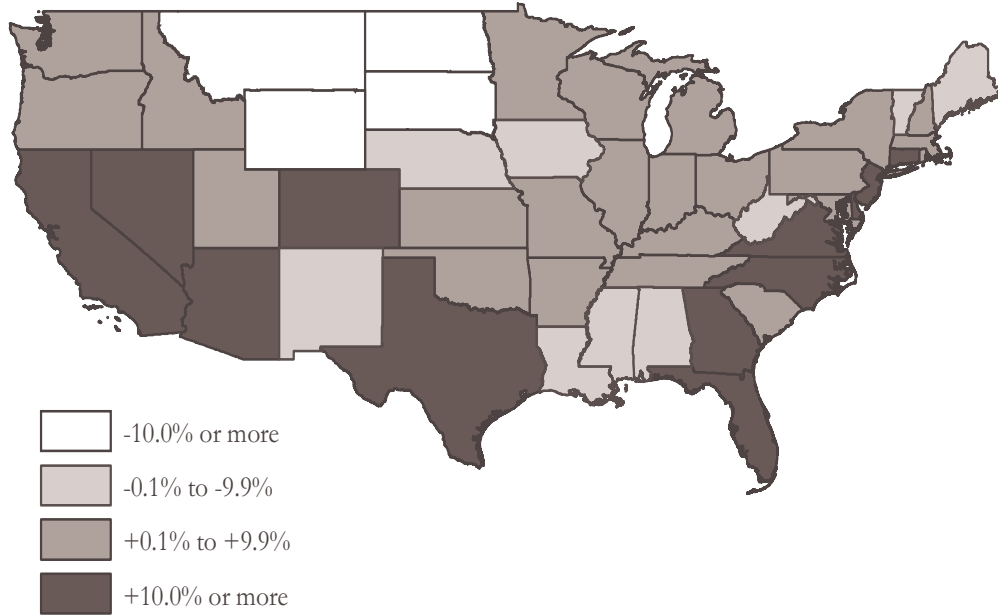 -10.0% or more
-0.1% to -9.9%
+0.1% to +9.9%
+10.0% or more